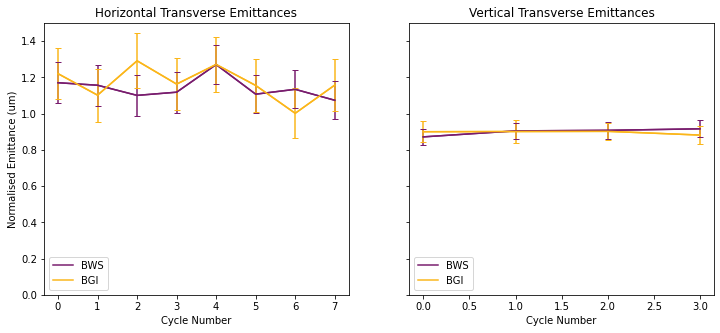 Horizontal Transverse Emittances
Normalised Emittance (um)
1.4
1.2
1.0
0.8
0.6
0.4
0.2
0.0
BWS
BGI
0 1 2 3 4 5 6 7
Cycle Number
Vertical Transverse Emittances
BWS
BGI
0.0 0.5 1.0 1.5 2.0 2.5 3.0
Cycle Number